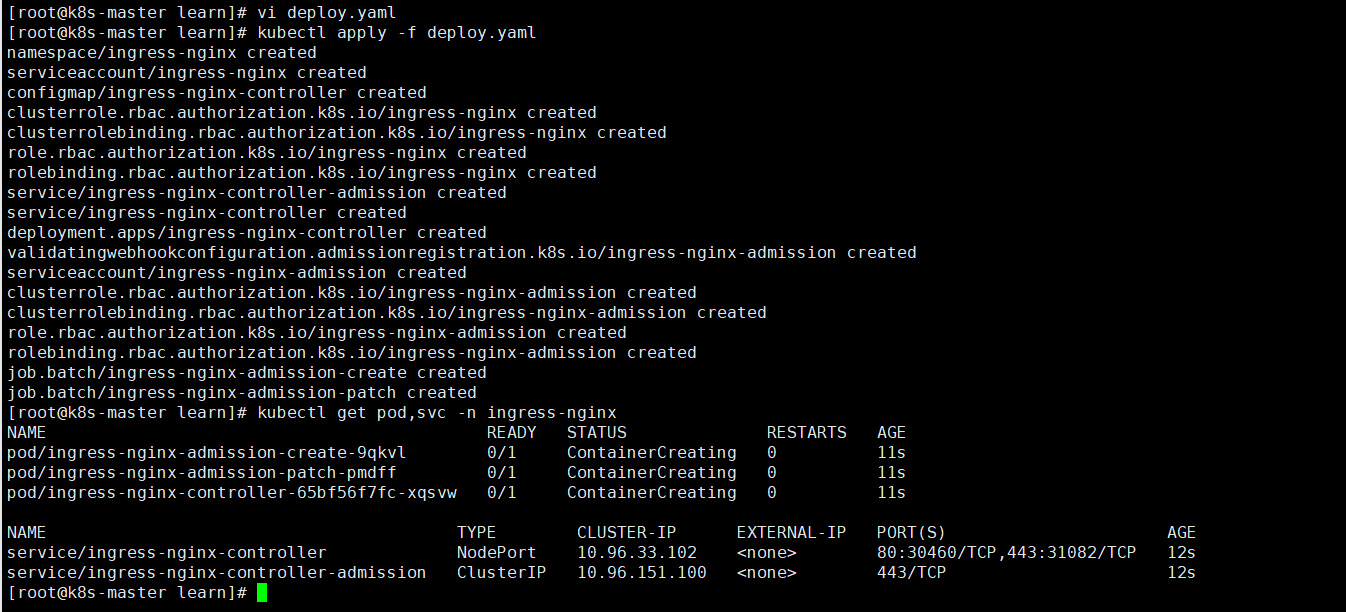 [root@k8s-master learn]# vi deploy.yaml
[root@k8s-master learn]# kubectl apply -f deploy.yaml
namespace/ingress-nginx created
serviceaccount/ingress-nginx created
configmap/ingress-nginx-controller created
clusterrole.rbac.authorization.k8s.io/ingress-nginx created
clusterrolebinding.rbac.authorization.k8s.io/ingress-nginx created
role.rbac.authorization.k8s.io/ingress-nginx created
rolebinding.rbac.authorization.k8s.io/ingress-nginx created
service/ingress-nginx-controller-admission created
service/ingress-nginx-controller created
deployment.apps/ingress-nginx-controller created
validatingwebhookconfiguration.admissionregistration.k8s.io/ingress-nginx-admission created
serviceaccount/ingress-nginx-admission created
clusterrole.rbac.authorization.k8s.io/ingress-nginx-admission created
clusterrolebinding.rbac.authorization.k8s.io/ingress-nginx-admission created
role.rbac.authorization.k8s.io/ingress-nginx-admission created
rolebinding.rbac.authorization.k8s.io/ingress-nginx-admission created
job.batch/ingress-nginx-admission-create created
job.batch/ingress-nginx-admission-patch created
[root@k8s-master learn]# kubectl get pod,svc -n ingress-nginx
NAME                                            READY   STATUS              RESTARTS   AGE
pod/ingress-nginx-admission-create-9qkvl        0/1     ContainerCreating   0          11s
pod/ingress-nginx-admission-patch-pmdff         0/1     ContainerCreating   0          11s
pod/ingress-nginx-controller-65bf56f7fc-xqsvw   0/1     ContainerCreating   0          11s

NAME                                         TYPE        CLUSTER-IP      EXTERNAL-IP   PORT(S)                      AGE
service/ingress-nginx-controller             NodePort    10.96.33.102    <none>        80:30460/TCP,443:31082/TCP   12s
service/ingress-nginx-controller-admission   ClusterIP   10.96.151.100   <none>        443/TCP                      12s
[root@k8s-master learn]#